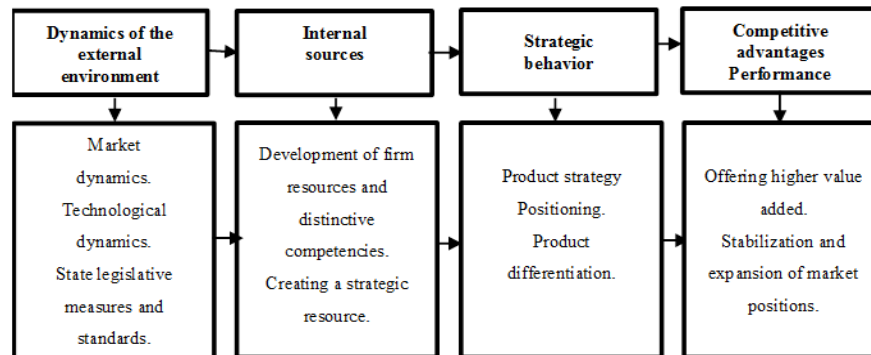 Dynamics of the
external
environment
Internal
sources
Strategic
behavior
Competitive
advantages
Performance
Market
dynamics.
Technological
dynamics.
State legislative
measures and
standards.
Development of firm
resources and
distinctive
competencies.
Creating a strategic
resource.
Product strategy
Positioning.
Product
differentiation.
Offering higher value
added.
Stabilization and
expansion of market
positions.